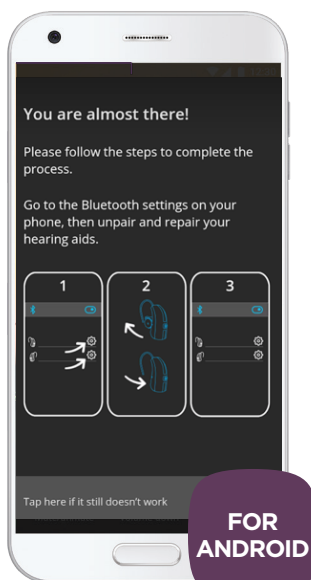 You are almost there!
Please follow the steps to complete the
process.
Go to the Bluetooth settings on your
phone, then unpair and repair your
hearing aids.
1 2 3
Tap here if it still doesn't work
FOR
ANDROID